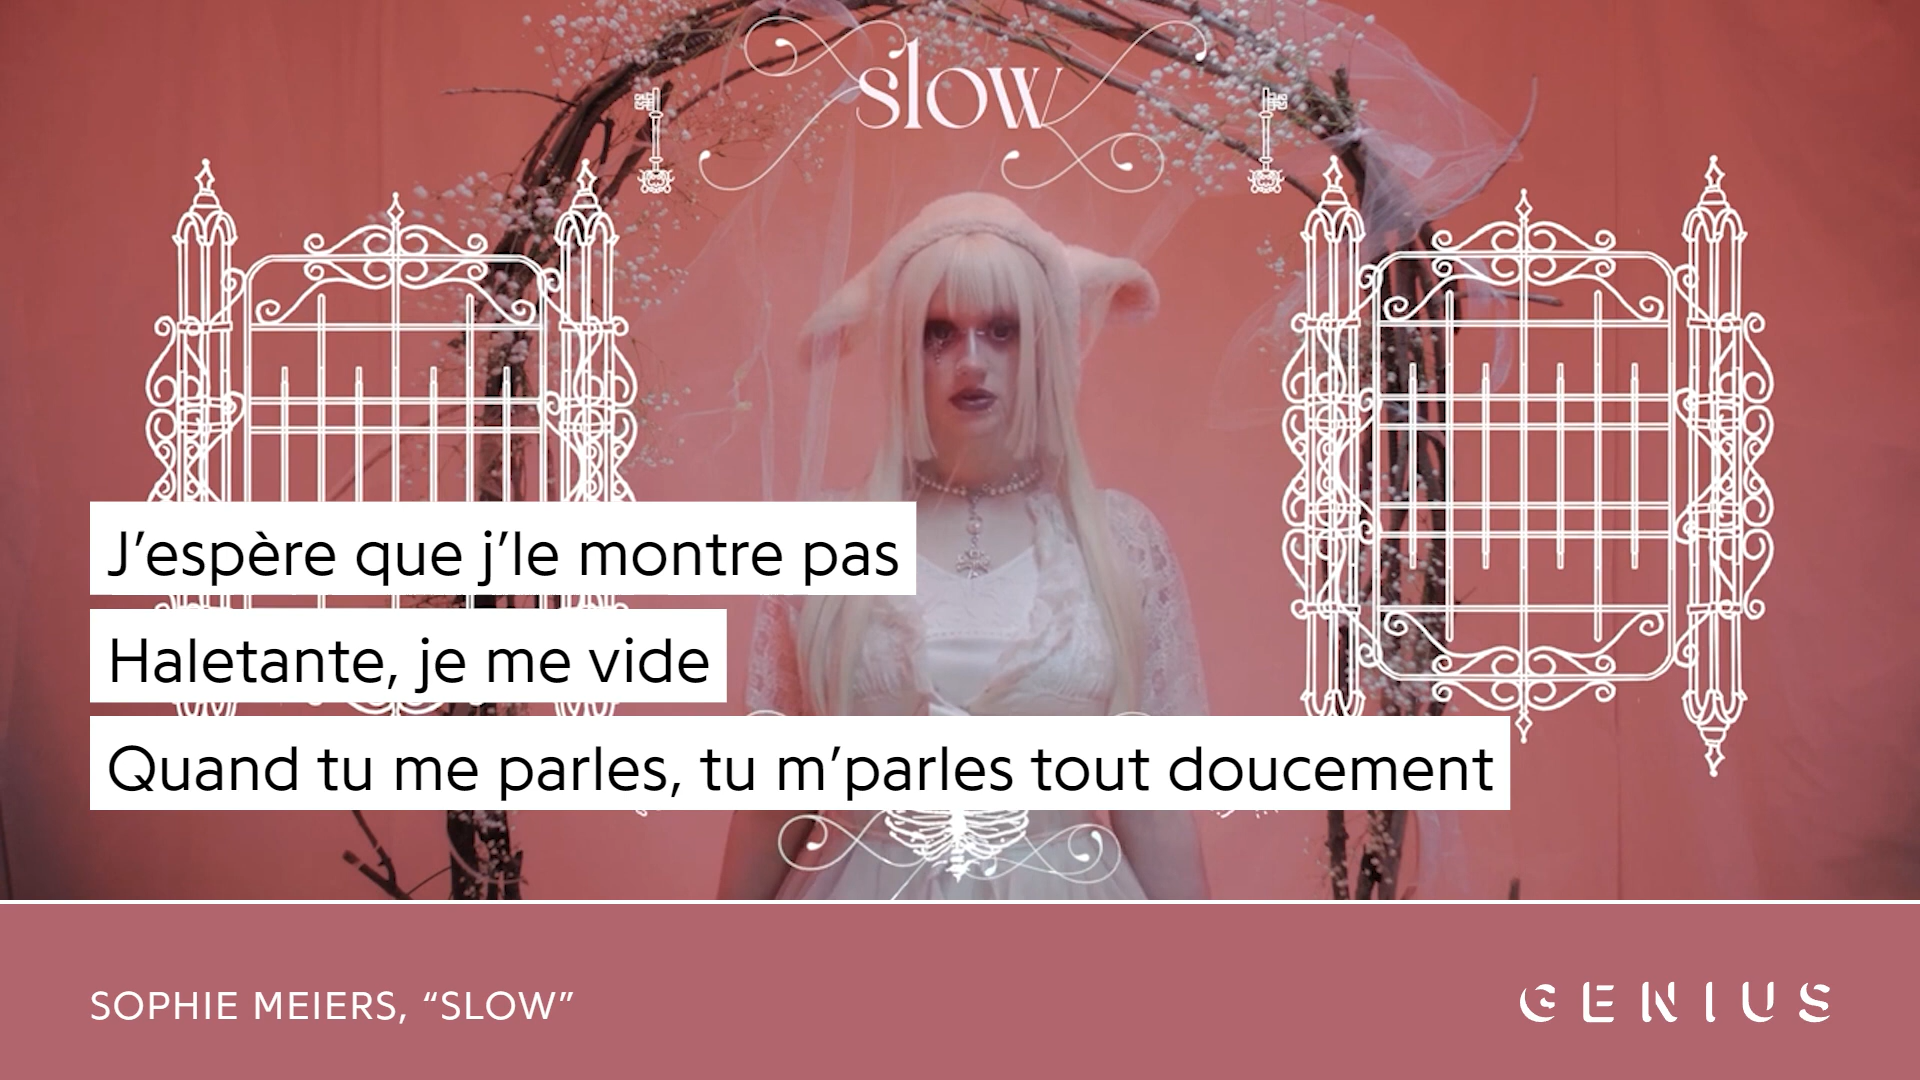 slow
J’espère que j’le montre pas
Haletante, je me vide
Quand tu me parles, tu m’parles tout doucement
SOPHIE MEIERS, “SLOW”
GENIUS